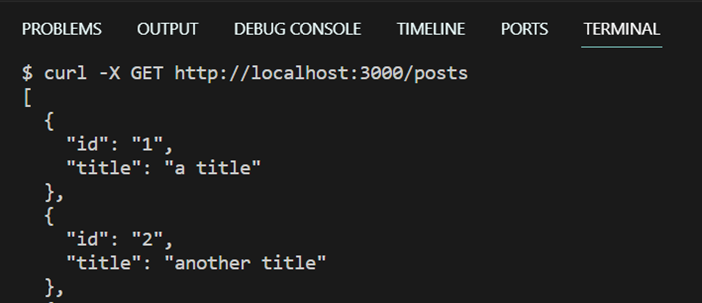 PROBLEMS OUTPUT DEBUG CONSOLE TIMELINE PORTS TERMINAL
$ curl -X GET http://localhost:3000/posts
[
  {
    "id": "1",
    "title": "a title"
  },
  {
    "id": "2",
    "title": "another title"
  },